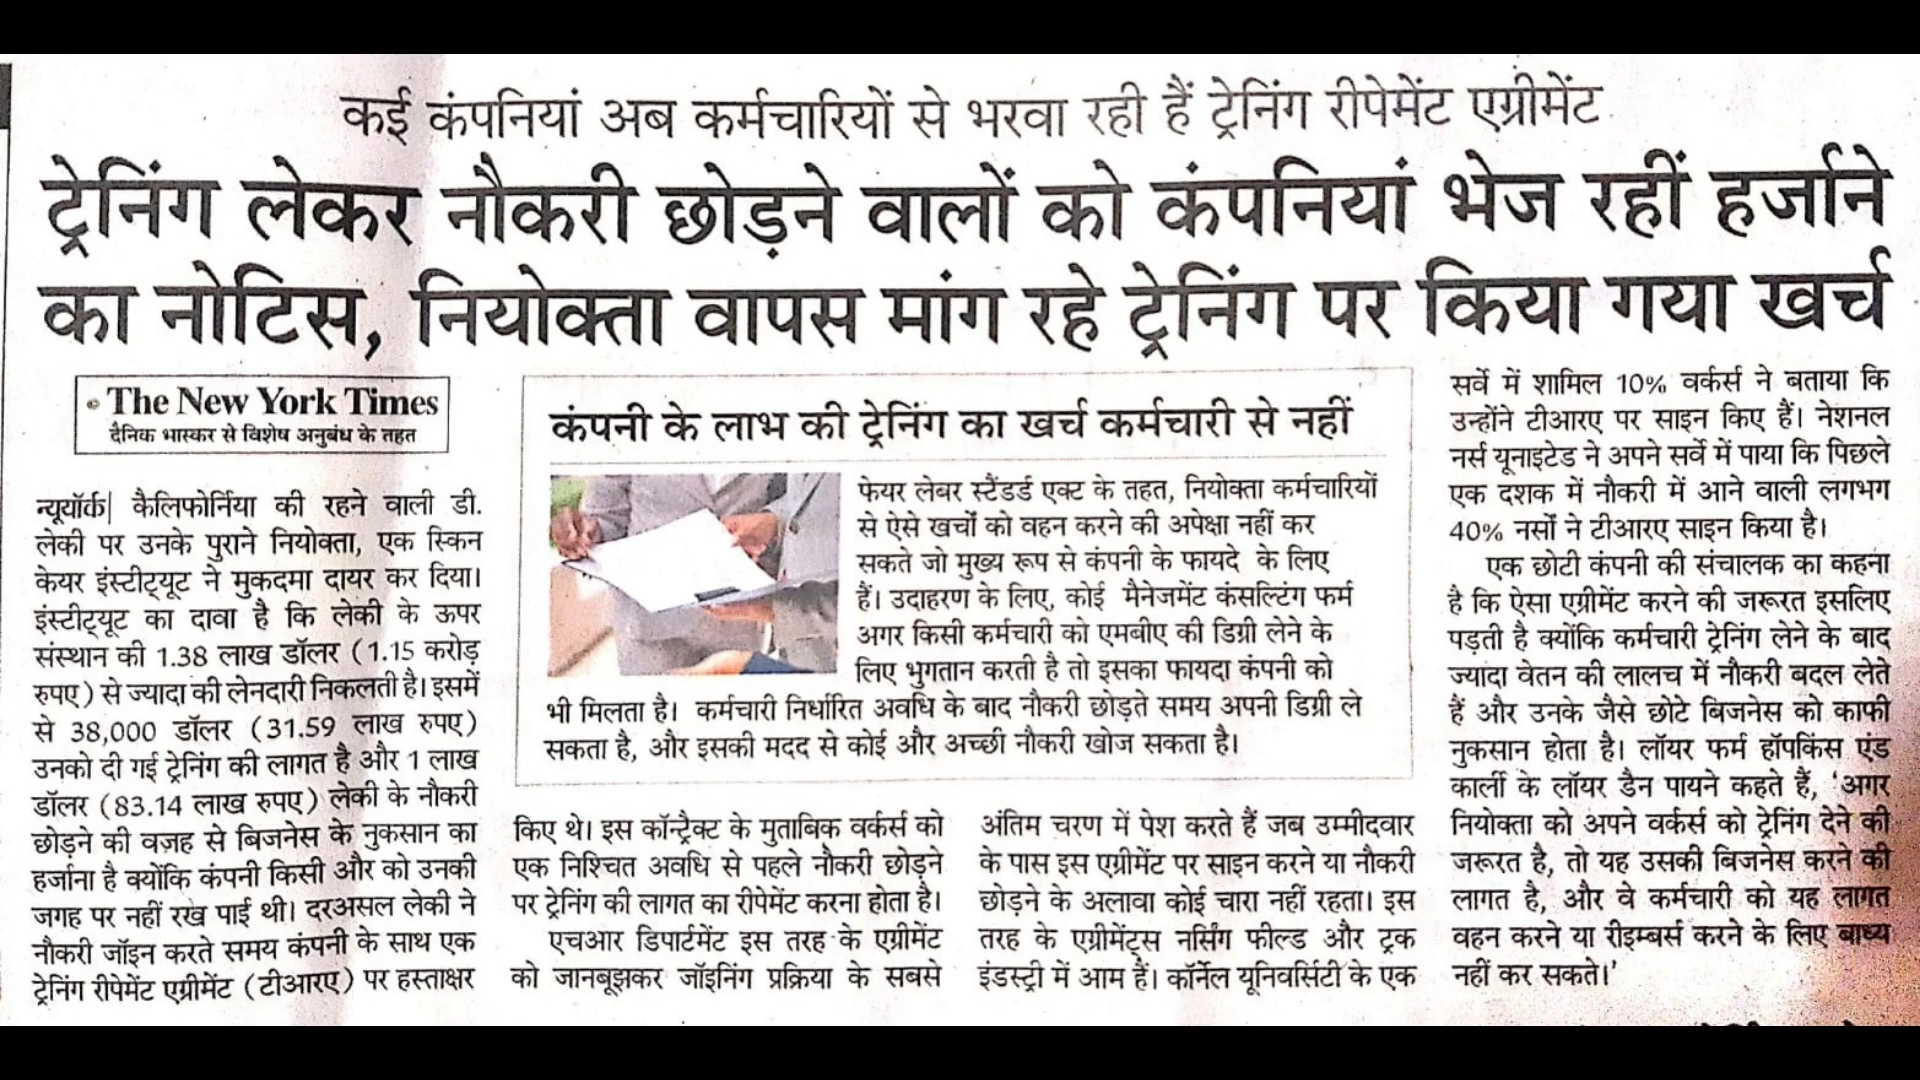 कई कंपनियां अब कर्मचारियों से भरवा रही हैं ट्रेनिंग रीपेमेंट एग्रीमेंट
ट्रेनिंग लेकर नौकरी छोड़ने वालों को कंपनियां भेज रहीं हर्जाने
का नोटिस, नियोक्ता वापस मांग रहे ट्रेनिंग पर किया गया खर्च
The New York Times
दैनिक भास्कर से विशेष अनुबंध के तहत
न्यूयॉर्क| कैलिफोर्निया की रहने वाली डी.
लेकी पर उनके पुराने नियोक्ता, एक स्किन
केयर इंस्टीट्यूट ने मुकदमा दायर कर दिया।
इंस्टीट्यूट का दावा है कि लेकी के ऊपर
संस्थान की 1.38 लाख डॉलर (1.15 करोड़
रुपए) से ज्यादा की लेनदारी निकलती है। इसमें
से 38,000 डॉलर (31.59 लाख रुपए)
उनको दी गई ट्रेनिंग की लागत है और 1 लाख
डॉलर (83.14 लाख रुपए) लेकी के नौकरी
छोड़ने की वज़ह से बिजनेस के नुकसान का
हर्जाना है क्योंकि कंपनी किसी और को उनकी
जगह पर नहीं रख पाई थी। दरअसल लेकी ने
नौकरी जॉइन करते समय कंपनी के साथ एक
ट्रेनिंग रीपेमेंट एग्रीमेंट (टीआरए) पर हस्ताक्षर
कंपनी के लाभ की ट्रेनिंग का खर्च कर्मचारी से नहीं
फेयर लेबर स्टैंडर्ड एक्ट के तहत, नियोक्ता कर्मचारियों
से ऐसे खर्चों को वहन करने की अपेक्षा नहीं कर
सकते जो मुख्य रूप से कंपनी के फायदे के लिए
हैं। उदाहरण के लिए, कोई मैनेजमेंट कंसल्टिंग फर्म
अगर किसी कर्मचारी को एमबीए की डिग्री लेने के
लिए भुगतान करती है तो इसका फायदा कंपनी को
भी मिलता है। कर्मचारी निर्धारित अवधि के बाद नौकरी छोड़ते समय अपनी डिग्री ले
सकता है, और इसकी मदद से कोई और अच्छी नौकरी खोज सकता है।
किए थे। इस कॉन्ट्रैक्ट के मुताबिक वर्कर्स को
एक निश्चित अवधि से पहले नौकरी छोड़ने
पर ट्रेनिंग की लागत का रीपेमेंट करना होता है।
एचआर डिपार्टमेंट इस तरह के एग्रीमेंट
को जानबूझकर जॉइनिंग प्रक्रिया के सबसे
अंतिम चरण में पेश करते हैं जब उम्मीदवार
के पास इस एग्रीमेंट पर साइन करने या नौकरी
छोड़ने के अलावा कोई चारा नहीं रहता। इस
तरह के एग्रीमेंट्स नर्सिंग फील्ड और ट्रक
इंडस्ट्री में आम हैं। कॉर्नेल यूनिवर्सिटी के एक
सर्वे में शामिल 10% वर्कर्स ने बताया कि
उन्होंने टीआरए पर साइन किए हैं। नेशनल
नर्स यूनाइटेड ने अपने सर्वे में पाया कि पिछले
एक दशक में नौकरी में आने वाली लगभग
40% नर्सों ने टीआरए साइन किया है।
एक छोटी कंपनी की संचालक का कहना
है कि ऐसा एग्रीमेंट करने की जरूरत इसलिए
पड़ती है क्योंकि कर्मचारी ट्रेनिंग लेने के बाद
ज्यादा वेतन की लालच में नौकरी बदल लेते
हैं और उनके जैसे छोटे बिजनेस को काफी
नुकसान होता है। लॉयर फर्म हॉपकिंस एंड
कार्ली के लॉयर डैन पायने कहते हैं, 'अगर
नियोक्ता को अपने वर्कर्स को ट्रेनिंग देने की
जरूरत है, तो यह उसकी बिजनेस करने की
लागत है, और वे कर्मचारी को यह लागत
वहन करने या रीइम्बर्स करने के लिए बाध्य
नहीं कर सकते।'